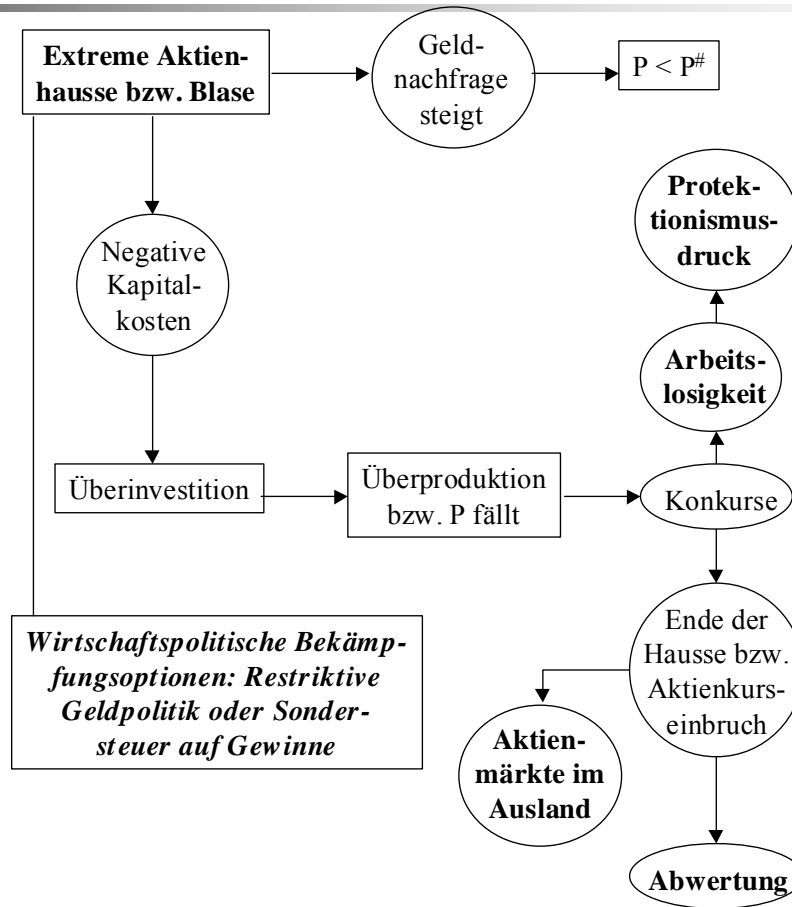 Extreme Aktien-
hausse bzw. Blase
Geld-
nachfrage
steigt
P < P#
Protek-
tionismus-
druck
Negative
Kapital-
kosten
Arbeits-
losigkeit
Überinvestition
Überproduktion
bzw. P fällt
Konkurse
Wirtschaftspolitische Bekämp-
fungsoptionen: Restriktive
Geldpolitik oder Sonder-
steuer auf Gewinne
Ende der
Hausse bzw.
Aktienkurs-
einbruch
Aktien-
märkte im
Ausland
Abwertung